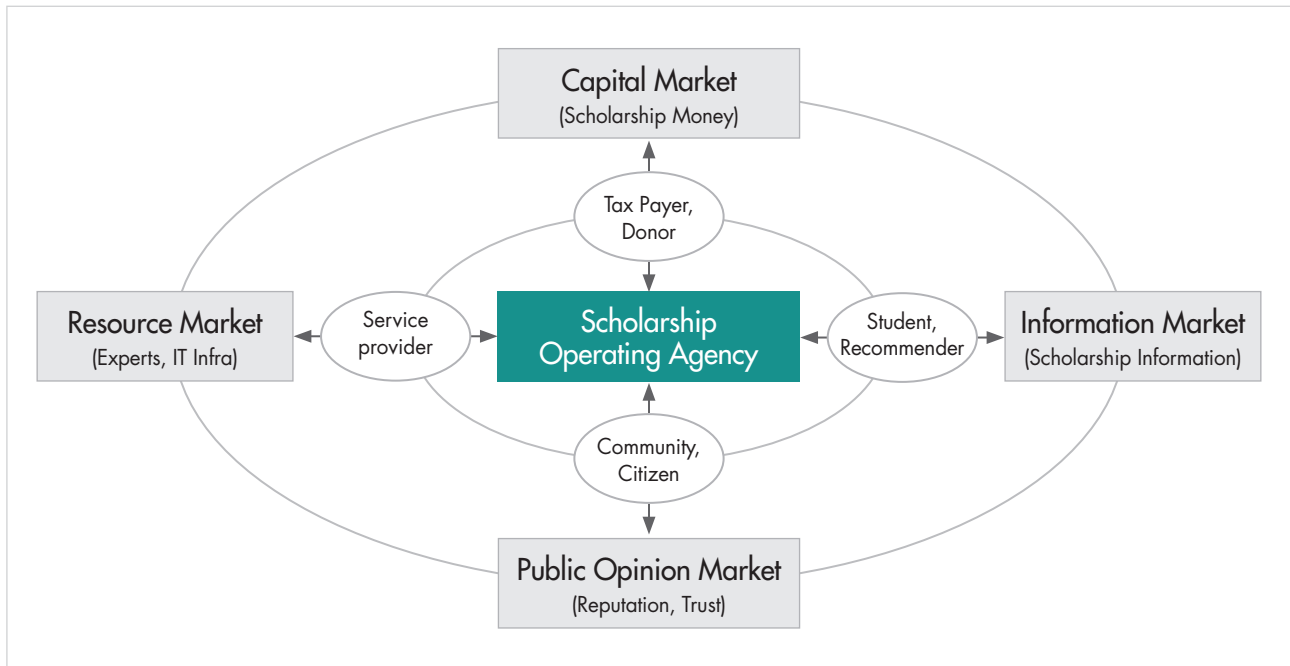 Capital Market
(Scholarship Money)
Tax Payer,
Donor
Resource Market
(Experts, IT Infra)
Service
provider
Scholarship
Operating Agency
Student,
Recommender
Information Market
(Scholarship Information)
Community,
Citizen
Public Opinion Market
(Reputation, Trust)